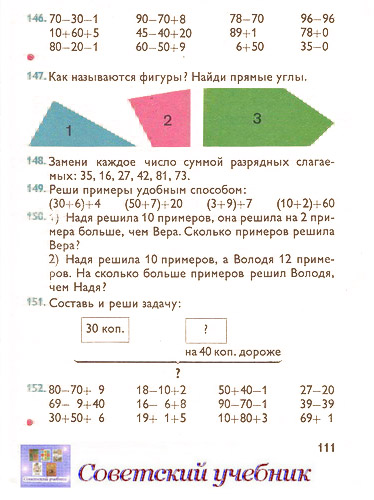 146. 70−30−1 90−70+8 78−70 96−96
10+60+5 45−40+20 89+1 78+0
80−20−1 60−50+9 6+50 35−0
147. Как называются фигуры? Найди прямые углы.
1 2 3
148. Замени каждое число суммой разрядных слагае-
мых: 35, 16, 27, 42, 81, 73.
149. Реши примеры удобным способом:
(30+6)+4 (50+7)+20 (3+9)+7 (10+2)+60
150. 1) Надя решила 10 примеров, она решила на 2 при-
мера больше, чем Вера. Сколько примеров решила
Вера?
2) Надя решила 10 примеров, а Володя 12 приме-
ров. На сколько больше примеров решил Володя,
чем Надя?
151. Составь и реши задачу:
30 коп. ?
на 40 коп. дороже
?
152. 80−70+ 9 18−10+2 50+40−1 27−20
69− 9+40 16− 6+8 90−70−1 39−39
30+50+ 6 19+ 1+5 10+80+3 69+ 1
111
Советский учебник